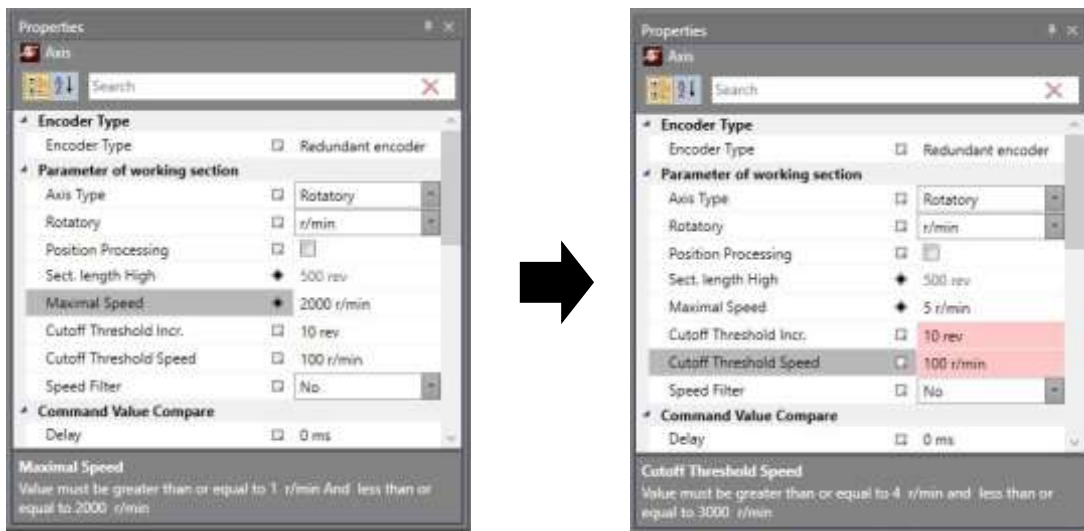 Properties
Axis
Search
Encoder Type
Encoder Type Redundant encoder
Parameter of working section
Axis Type Rotatory
Rotatory r/min
Position Processing
Sect. length High 500 rev
Maximal Speed 2000 r/min
Cutoff Threshold Incr. 10 rev
Cutoff Threshold Speed 100 r/min
Speed Filter No
Command Value Compare
Delay 0 ms
Maximal Speed
Value must be greater than or equal to 1 r/min And less than or
equal to 2000 r/min
Properties
Axis
Search
Encoder Type
Encoder Type Redundant encoder
Parameter of working section
Axis Type Rotatory
Rotatory r/min
Position Processing
Sect. length High 500 rev
Maximal Speed 5 r/min
Cutoff Threshold Incr. 10 rev
Cutoff Threshold Speed 100 r/min
Speed Filter No
Command Value Compare
Delay 0 ms
Cutoff Threshold Speed
Value must be greater than or equal to 4 r/min and less than or
equal to 3000 r/min